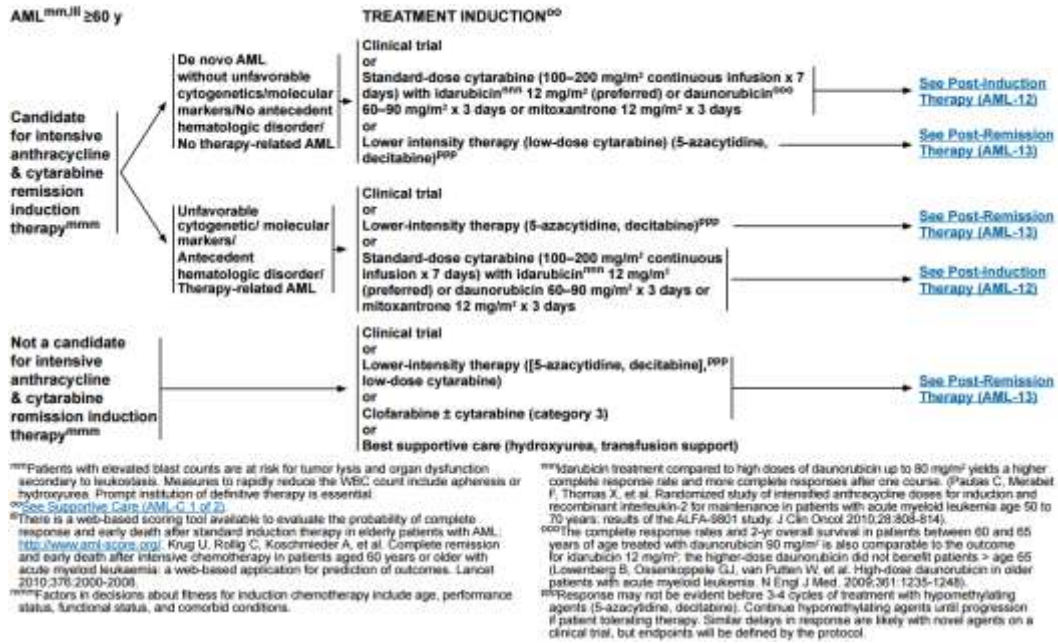 AMLmm,lll ≥60 y
TREATMENT INDUCTIONoo
Candidate
for intensive
anthracycline
& cytarabine
remission
induction
therapymmm
De novo AML
without unfavorable
cytogenetics/molecular
markers/No antecedent
hematologic disorder/
No therapy-related AML
Clinical trial
or
Standard-dose cytarabine (100–200 mg/m² continuous infusion x 7
days) with idarubicinnnn 12 mg/m² (preferred) or daunorubicinooo
60–90 mg/m² x 3 days or mitoxantrone 12 mg/m² x 3 days
or
Lower intensity therapy (low-dose cytarabine) (5-azacytidine,
decitabine)ppp
See Post-Induction
Therapy (AML-12)
See Post-Remission
Therapy (AML-13)
Unfavorable
cytogenetic/ molecular
markers/
Antecedent
hematologic disorder/
Therapy-related AML
Clinical trial
or
Lower-intensity therapy (5-azacytidine, decitabine)ppp
or
Standard-dose cytarabine (100–200 mg/m² continuous
infusion x 7 days) with idarubicinnnn 12 mg/m²
(preferred) or daunorubicin 60–90 mg/m² x 3 days or
mitoxantrone 12 mg/m² x 3 days
See Post-Remission
Therapy (AML-13)
See Post-Induction
Therapy (AML-12)
Not a candidate
for intensive
anthracycline
& cytarabine
remission induction
therapymmm
Clinical trial
or
Lower-intensity therapy ([5-azacytidine, decitabine],ppp
low-dose cytarabine)
or
Clofarabine ± cytarabine (category 3)
or
Best supportive care (hydroxyurea, transfusion support)
See Post-Remission
Therapy (AML-13)
mmPatients with elevated blast counts are at risk for tumor lysis and organ dysfunction
secondary to leukostasis. Measures to rapidly reduce the WBC count include apheresis or
hydroxyurea. Prompt institution of definitive therapy is essential.
ooSee Supportive Care (AML-C 1 of 2).
lllThere is a web-based scoring tool available to evaluate the probability of complete
response and early death after standard induction therapy in elderly patients with AML:
http://www.aml-score.org/. Krug U, Rollig C, Koschmieder A, et al. Complete remission
and early death after intensive chemotherapy in patients aged 60 years or older with
acute myeloid leukaemia: a web-based application for prediction of outcomes. Lancet
2010;376:2000-2008.
mmmFactors in decisions about fitness for induction chemotherapy include age, performance
status, functional status, and comorbid conditions.
nnnIdarubicin treatment compared to high doses of daunorubicin up to 80 mg/m² yields a higher
complete response rate and more complete responses after one course. (Pautas C, Merabet
F, Thomas X, et al. Randomized study of intensified anthracycline doses for induction and
recombinant interleukin-2 for maintenance in patients with acute myeloid leukemia age 50 to
70 years: results of the ALFA-9801 study. J Clin Oncol 2010;28:808-814).
oooThe complete response rates and 2-yr overall survival in patients between 60 and 65
years of age treated with daunorubicin 90 mg/m² is also comparable to the outcome
for idarubicin 12 mg/m²; the higher-dose daunorubicin did not benefit patients > age 65
(Lowenberg B, Ossenkoppele GJ, van Putten W, et al. High-dose daunorubicin in older
patients with acute myeloid leukemia. N Engl J Med. 2009;361:1235-1248).
pppResponse may not be evident before 3-4 cycles of treatment with hypomethylating
agents (5-azacytidine, decitabine). Continue hypomethylating agents until progression
if patient tolerating therapy. Similar delays in response are likely with novel agents on a
clinical trial, but endpoints will be defined by the protocol.